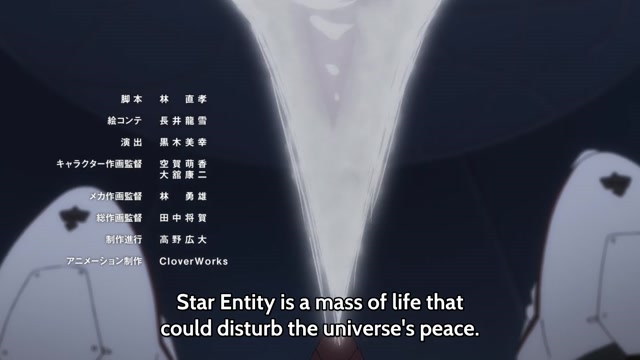 脚本 林 直孝
絵コンテ 長井龍雪
演出 黒木美幸
キャラクター作画監督 空賀萌香
大舘康二
メカ作画監督 林 勇雄
総作画監督 田中将賀
制作進行 高野広大
アニメーション制作 CloverWorks
Star Entity is a mass of life that
could disturb the universe's peace.